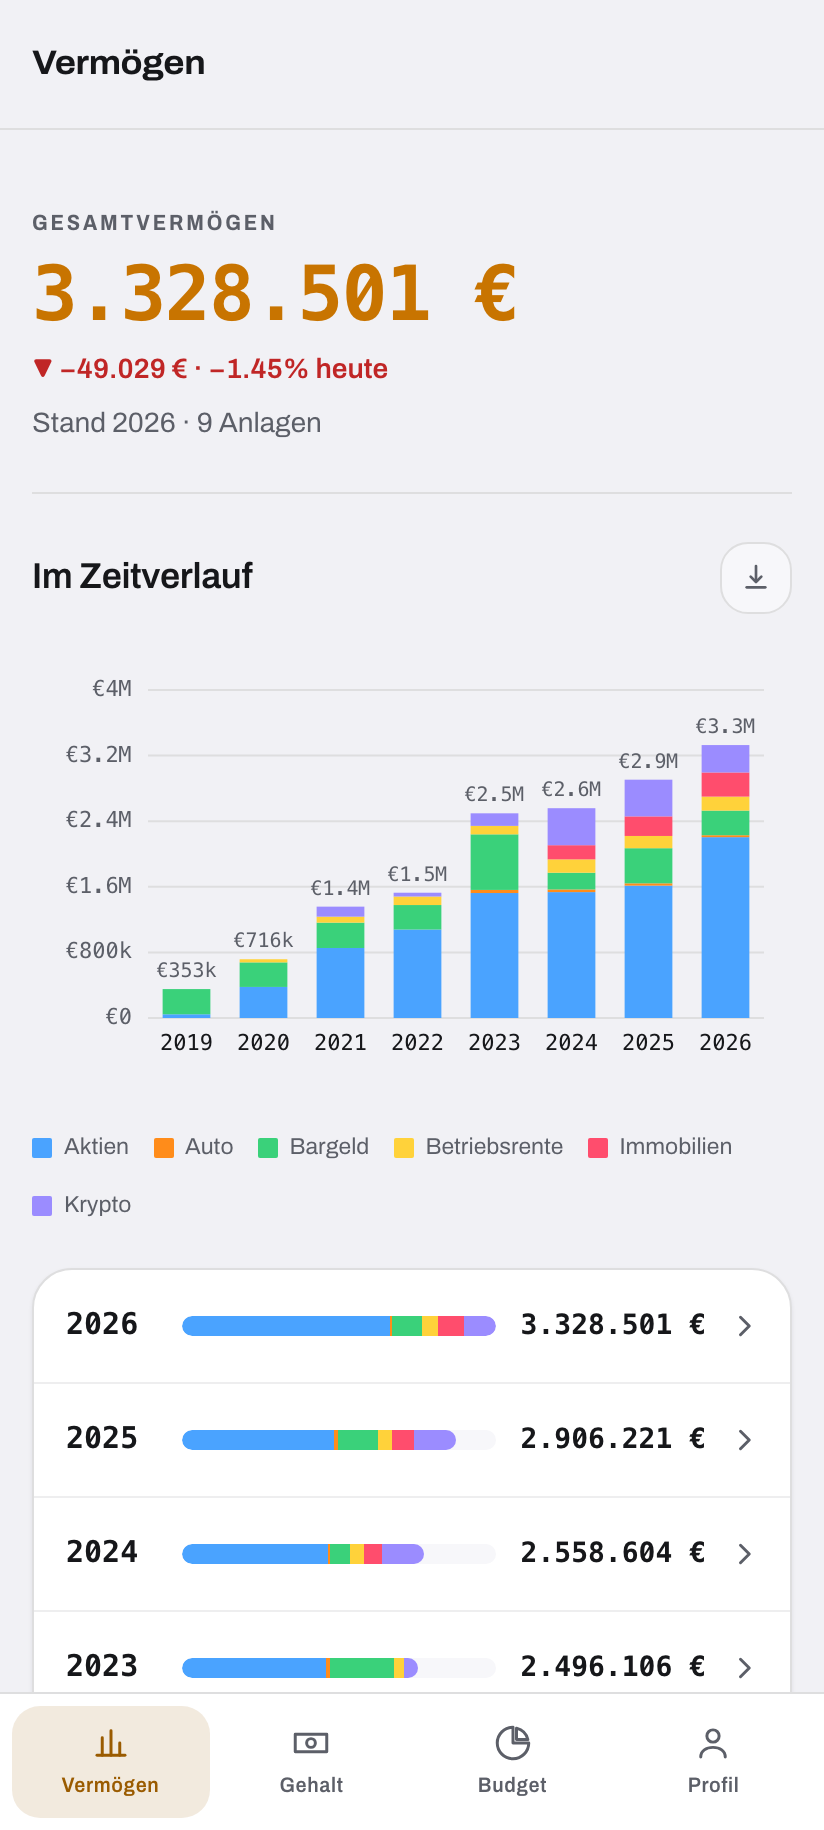 Vermögen
GESAMTVERMÖGEN
3.328.501 €
▼ −49.029 € · −1.45% heute
Stand 2026 · 9 Anlagen
Im Zeitverlauf
€4M
€3.2M
€2.4M
€1.6M
€800k
€0
€353k
€716k
€1.4M
€1.5M
€2.5M
€2.6M
€2.9M
€3.3M
2019 2020 2021 2022 2023 2024 2025 2026
Aktien Auto Bargeld Betriebsrente Immobilien
Krypto
2026 3.328.501 €
2025 2.906.221 €
2024 2.558.604 €
2023 2.496.106 €
Vermögen Gehalt Budget Profil